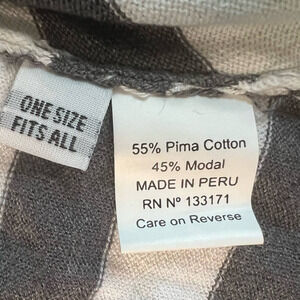 ONE SIZE
FITS ALL
55% Pima Cotton
45% Modal
MADE IN PERU
RN Nº 133171
Care on Reverse